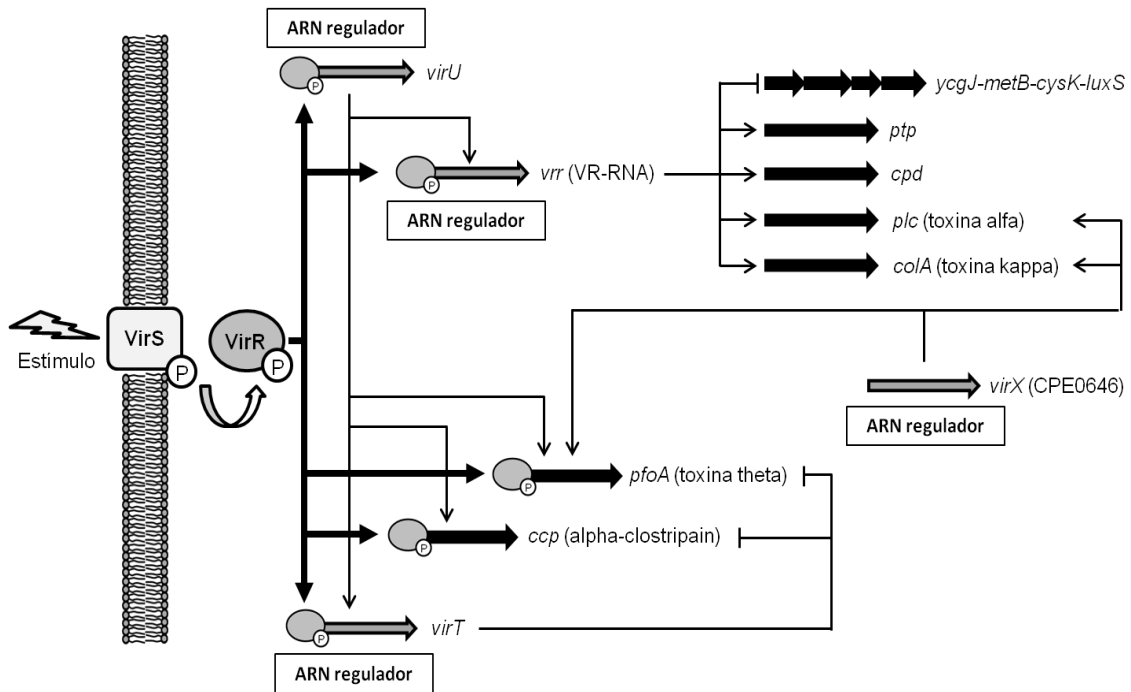 ARN regulador
P
virU
ycgJ-metB-cysK-luxS
ptp
P
vrr (VR-RNA)
cpd
ARN regulador
plc (toxina alfa)
colA (toxina kappa)
VirS
VirR
P
P
Estímulo
virX (CPE0646)
ARN regulador
P
pfoA (toxina theta)
P
ccp (alpha-clostripain)
P
virT
ARN regulador